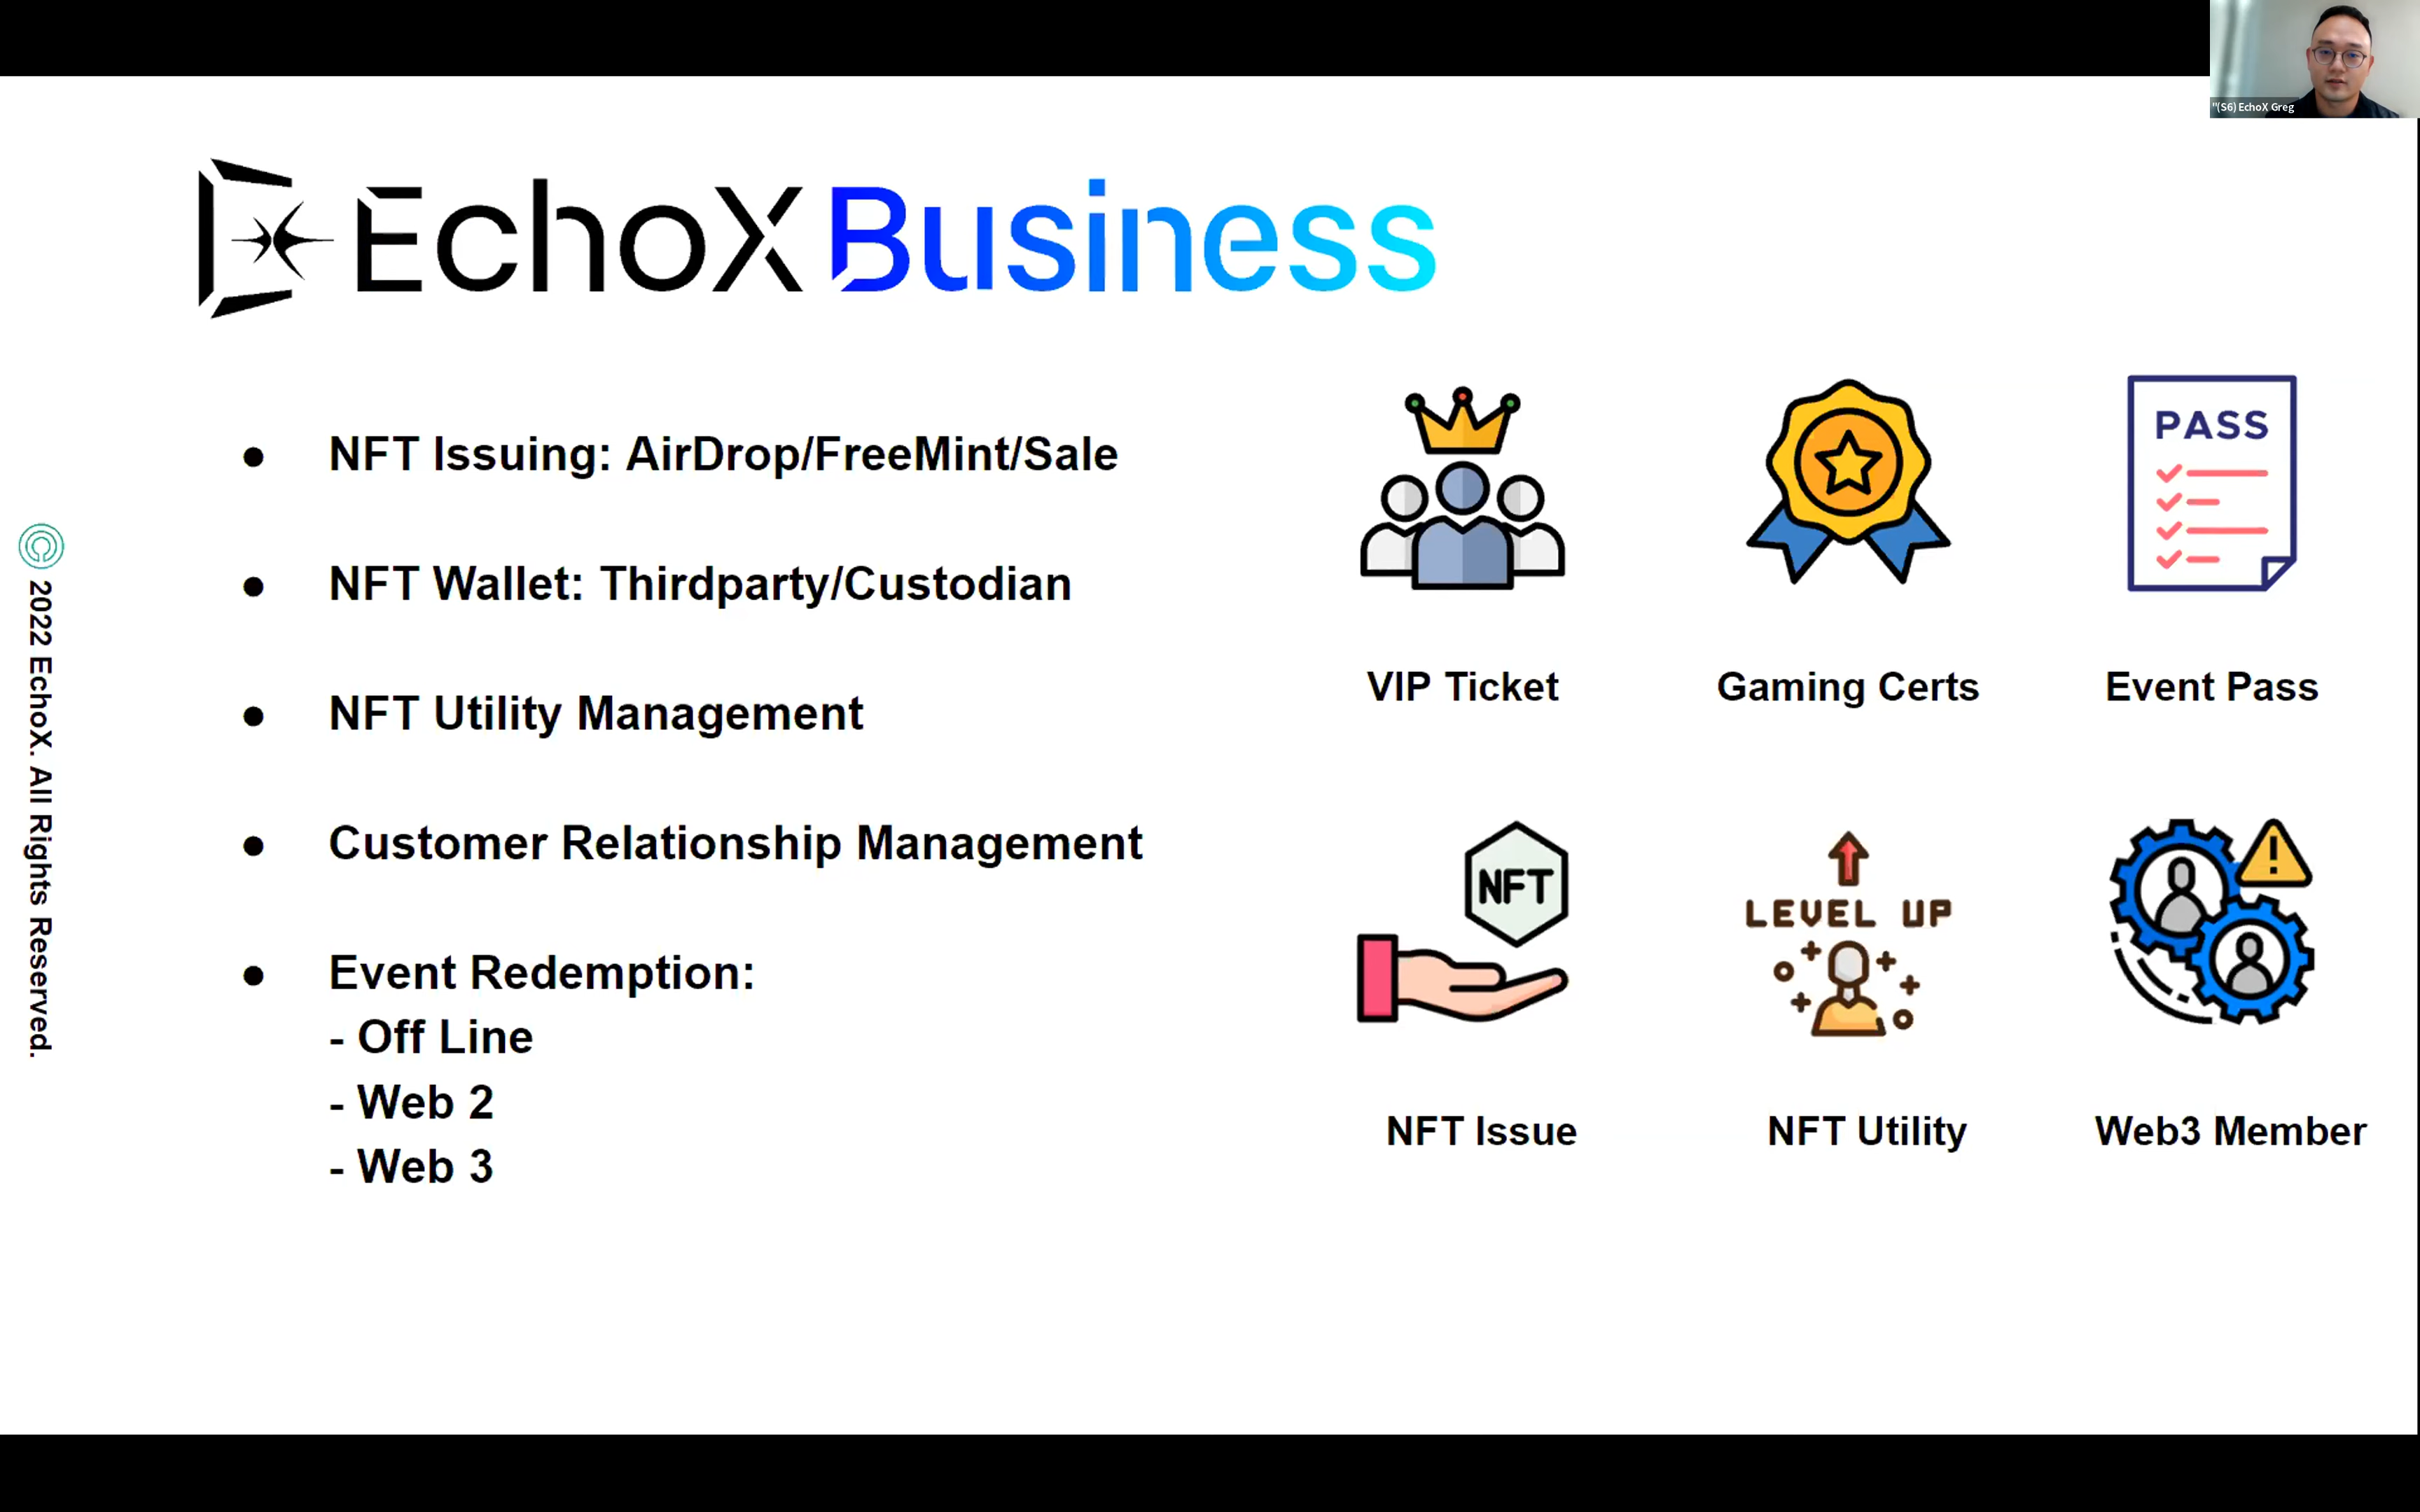 "(S6) EchoX Greg
EchoX Business
● NFT Issuing: AirDrop/FreeMint/Sale
● NFT Wallet: Thirdparty/Custodian
● NFT Utility Management
● Customer Relationship Management
● Event Redemption:
- Off Line
- Web 2
- Web 3
PASS
VIP Ticket
Gaming Certs
Event Pass
NFT
LEVEL UP
NFT Issue
NFT Utility
Web3 Member
2022 EchoX. All Rights Reserved.